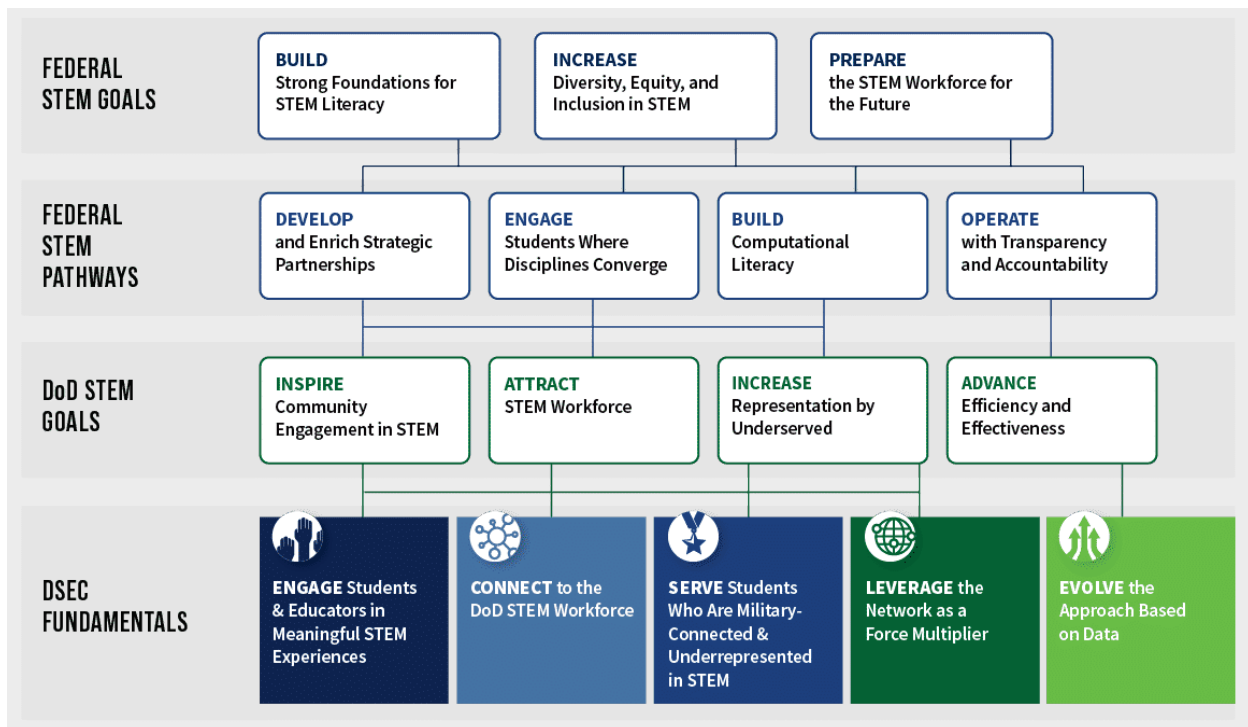 FEDERAL
STEM GOALS
BUILD
Strong Foundations for
STEM Literacy
INCREASE
Diversity, Equity, and
Inclusion in STEM
PREPARE
the STEM Workforce for
the Future
FEDERAL
STEM
PATHWAYS
DEVELOP
and Enrich Strategic
Partnerships
ENGAGE
Students Where
Disciplines Converge
BUILD
Computational
Literacy
OPERATE
with Transparency
and Accountability
DoD STEM
GOALS
INSPIRE
Community
Engagement in STEM
ATTRACT
STEM Workforce
INCREASE
Representation by
Underserved
ADVANCE
Efficiency and
Effectiveness
DSEC
FUNDAMENTALS
ENGAGE Students
& Educators in
Meaningful STEM
Experiences
CONNECT to the
DoD STEM Workforce
SERVE Students
Who Are Military-
Connected &
Underrepresented
in STEM
LEVERAGE the
Network as a
Force Multiplier
EVOLVE the
Approach Based
on Data